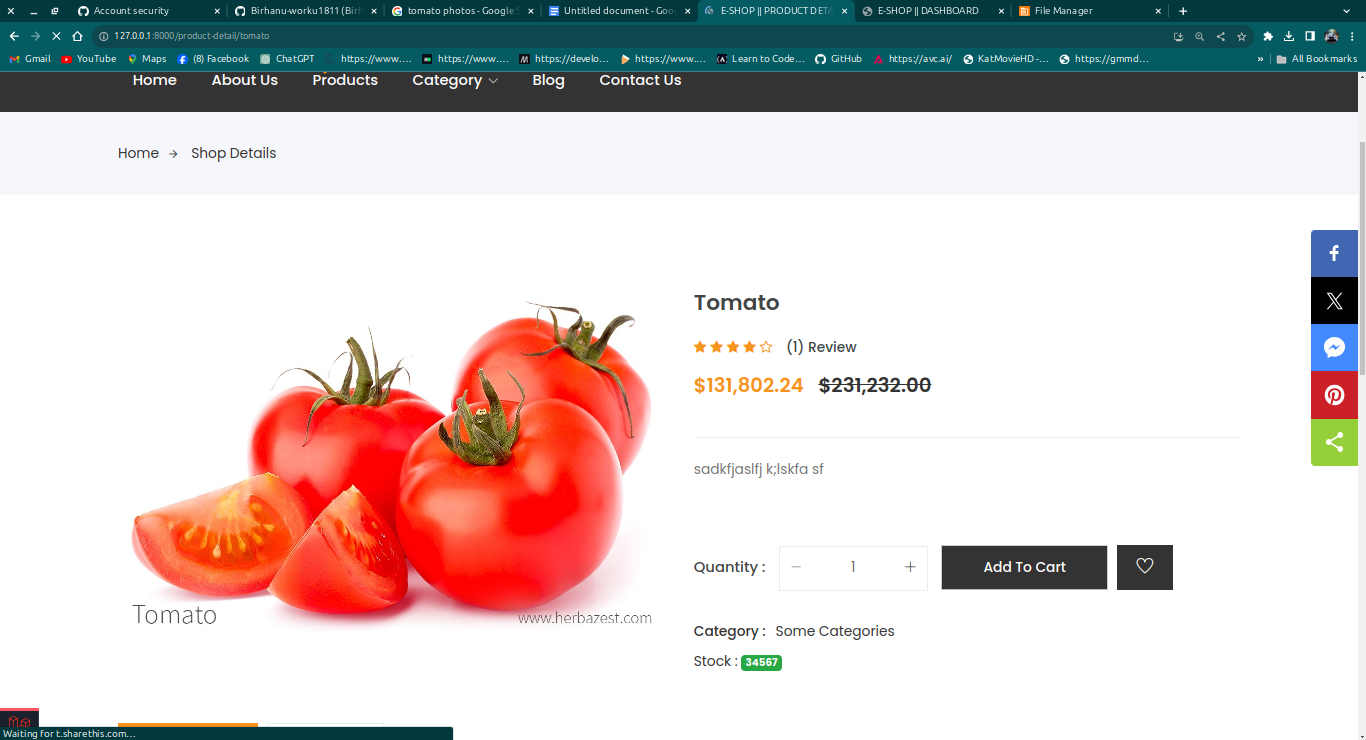 Account security
Birhanu-worku1811 (Birh
tomato photos - Google S
Untitled document - Goo
E-SHOP || PRODUCT DETA
E-SHOP || DASHBOARD
File Manager
127.0.0.1:8000/product-detail/tomato
Gmail
YouTube
Maps
(8) Facebook
ChatGPT
https://www....
https://www....
https://develo...
https://www....
Learn to Code...
GitHub
https://avc.ai/
KatMovieHD -...
https://gmmd...
»
All Bookmarks
Home
About Us
Products
Category
Blog
Contact Us
Home → Shop Details
Tomato
(1) Review
$131,802.24 $231,232.00
sadkfjaslfj k;lskfa sf
Quantity : − 1 +
Add To Cart
Category : Some Categories
Stock : 34567
Tomato
www.herbazest.com
Waiting for t.sharethis.com...